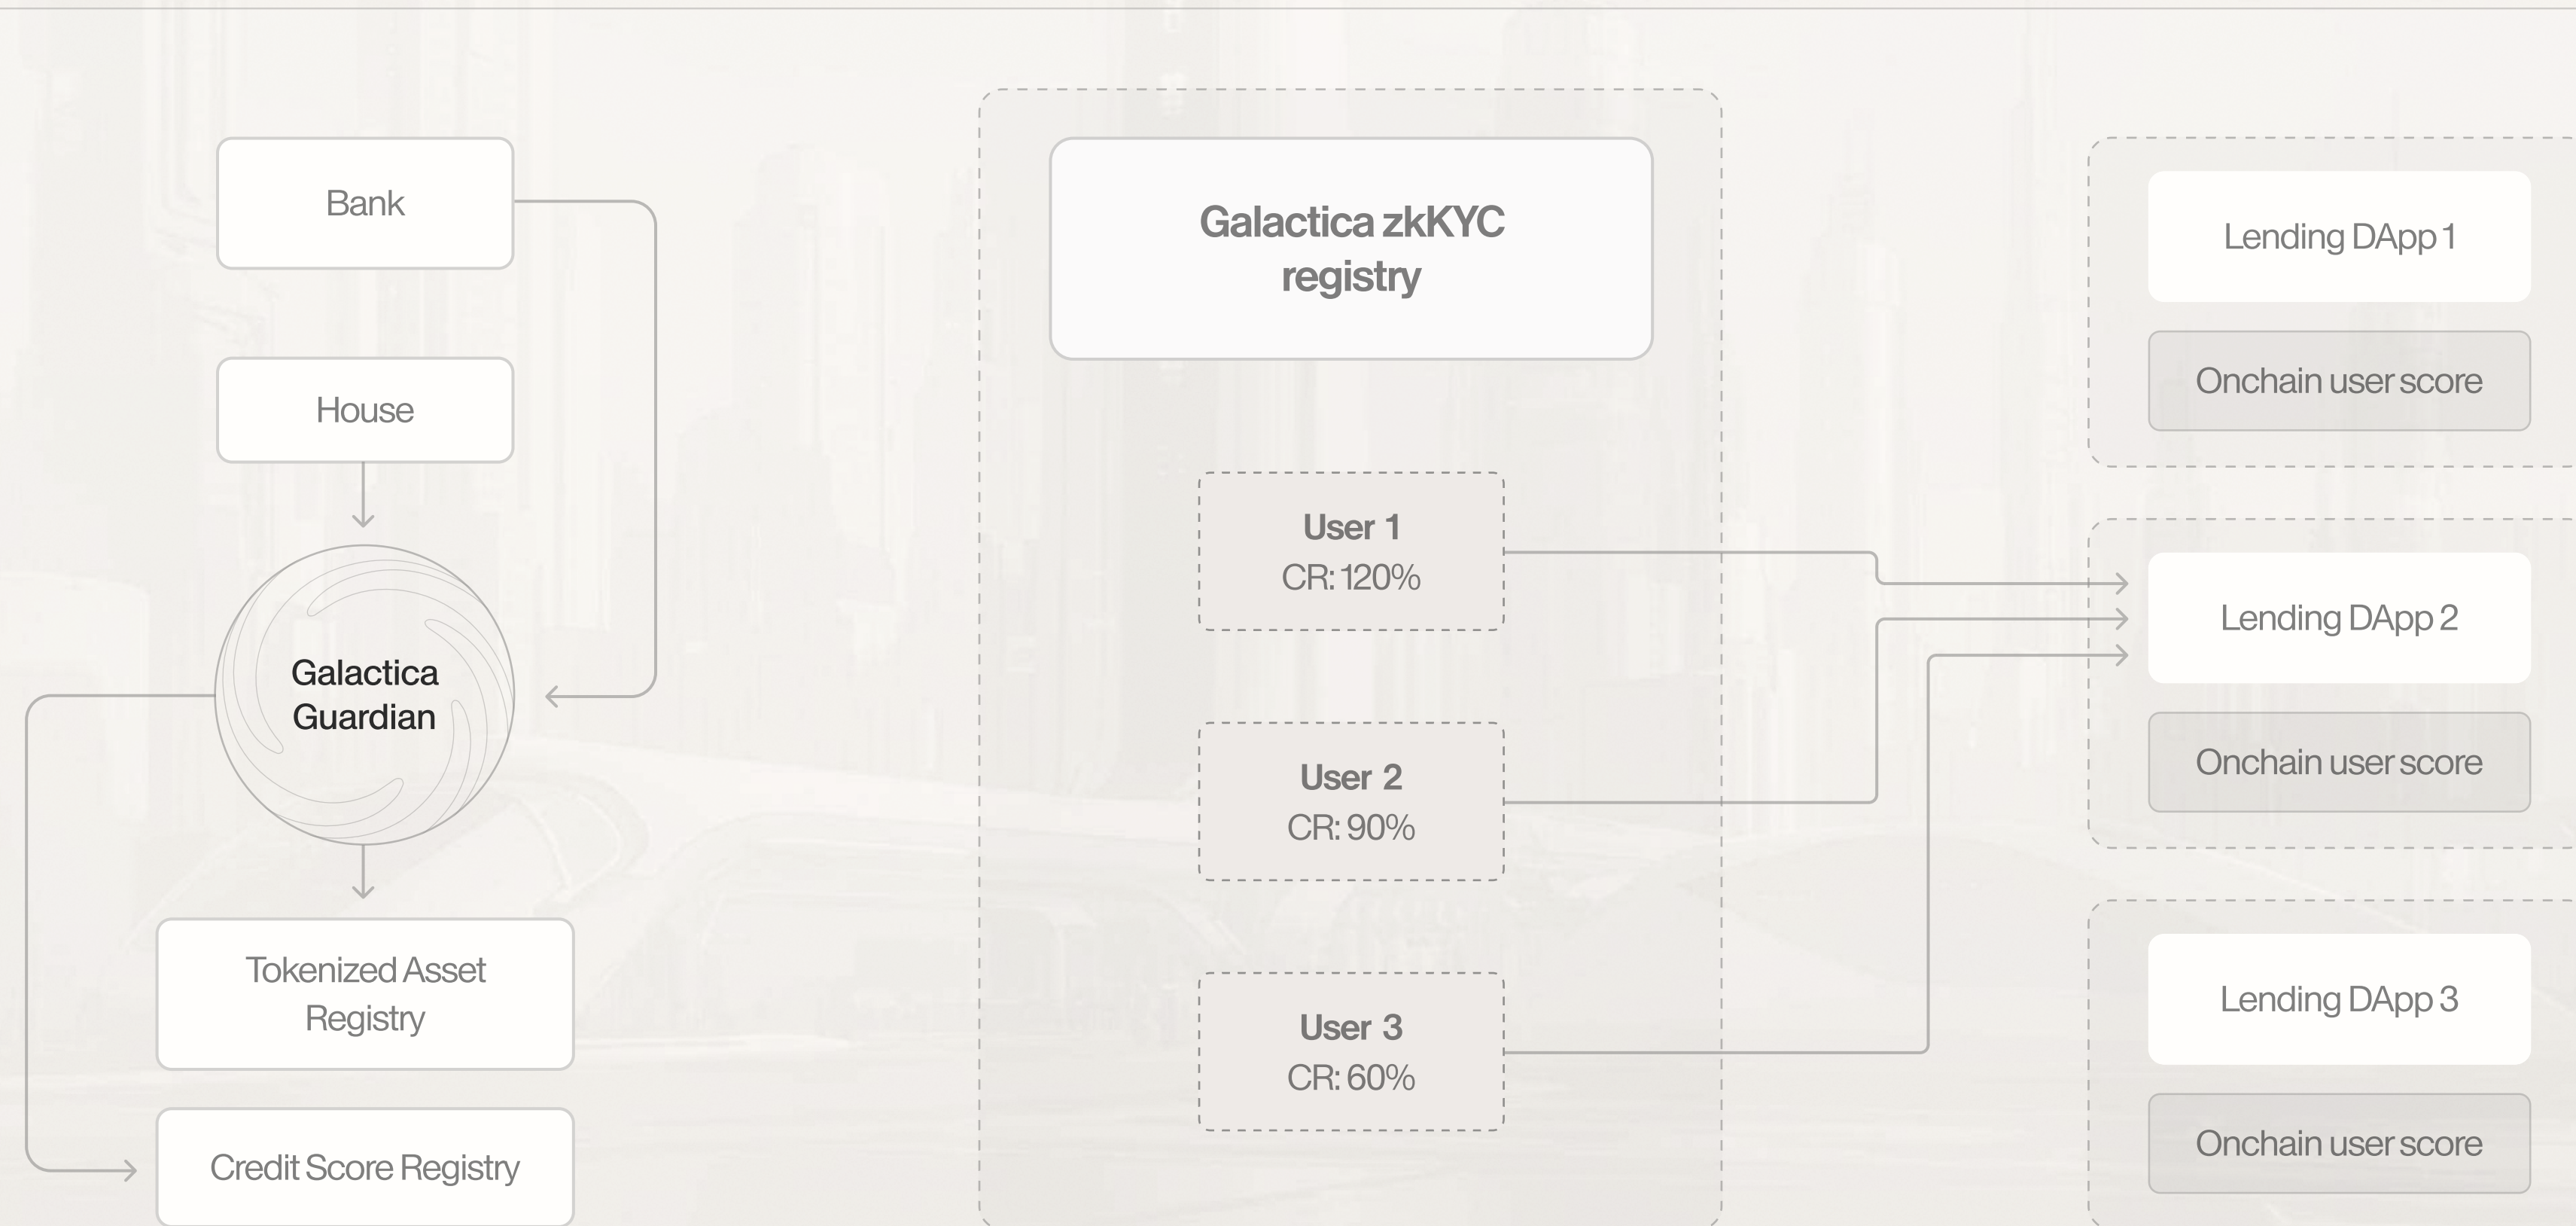 Bank
House
Galactica
Guardian
Tokenized Asset
Registry
Credit Score Registry
Galactica zkKYC
registry
User 1
CR: 120%
User 2
CR: 90%
User 3
CR: 60%
Lending DApp 1
Onchain user score
Lending DApp 2
Onchain user score
Lending DApp 3
Onchain user score